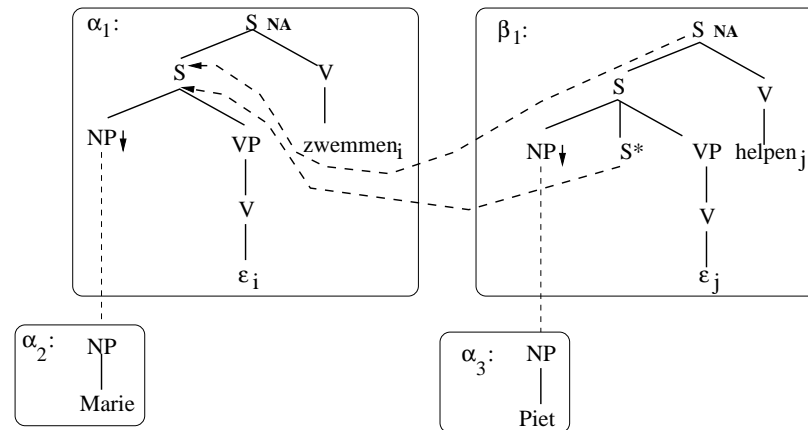 α1: S NA
S V
NP↓ VP zwemmen i
V
ε i
β1: S NA
S V
NP↓ S* VP helpen j
V
ε j
α2: NP
Marie
α3: NP
Piet